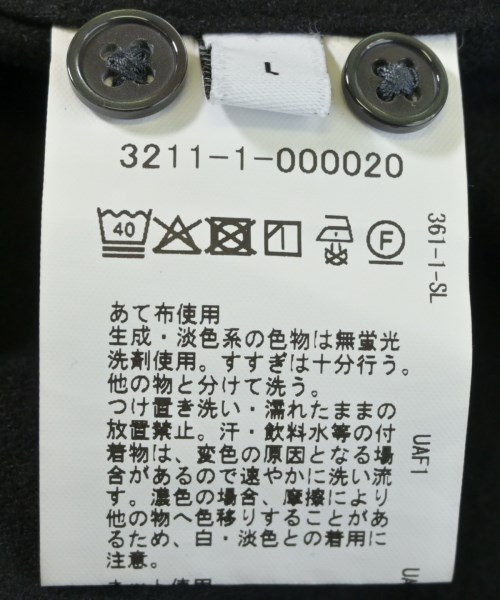 L
3211-1-000020
40
F
361-1-SL
あて布使用
生成・淡色系の色物は無蛍光
洗剤使用。すすぎは十分行う。
他の物と分けて洗う。
つけ置き洗い・濡れたままの
放置禁止。汗・飲料水等の付
着物は、変色の原因となる場
合があるので速やかに洗い流
す。濃色の場合、摩擦により
他の物へ色移りすることがあ
るため、白・淡色との着用に
注意。
ネット使用
UAF1
UA